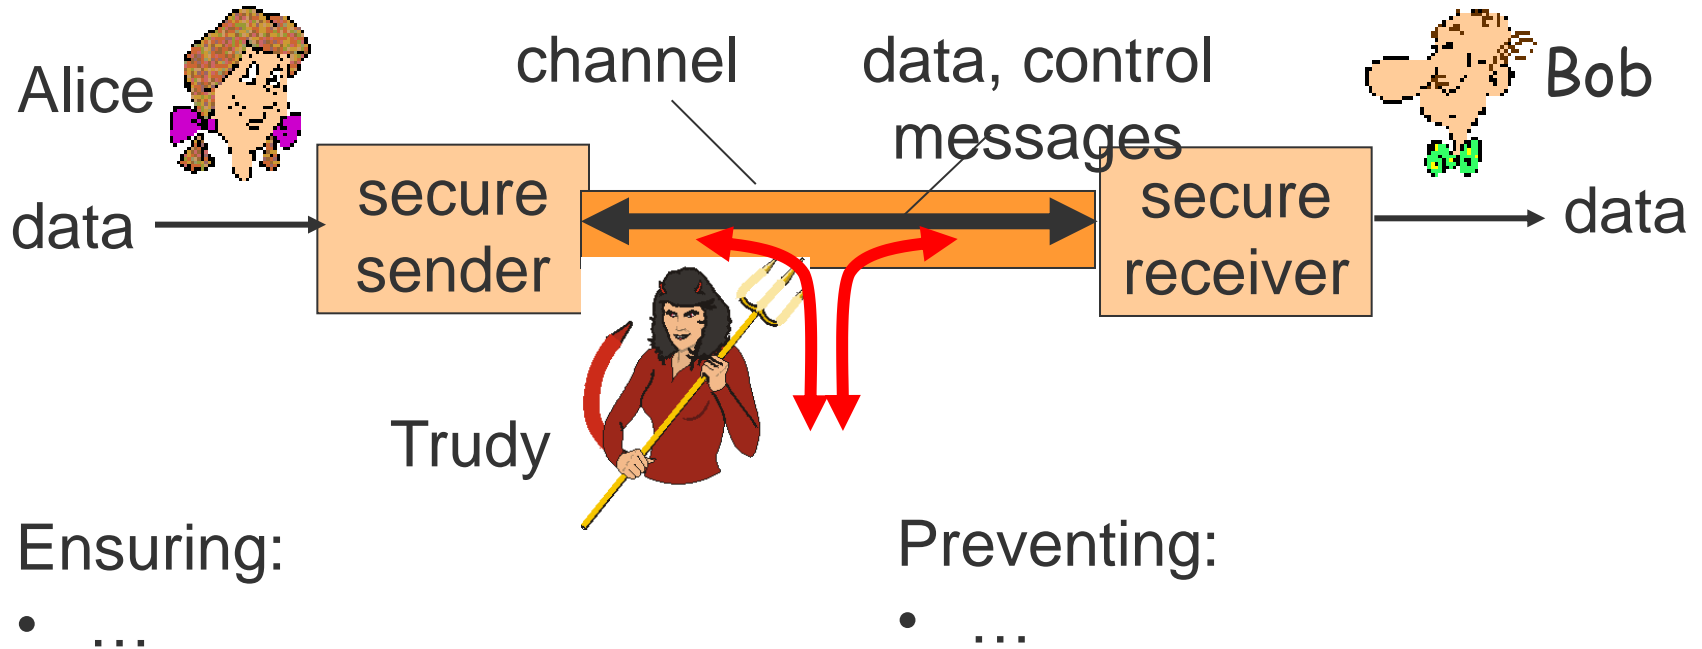 Alice
channel
data, control
messages
Bob
data
secure
sender
secure
receiver
data
Trudy
Ensuring:
• …
Preventing:
• …